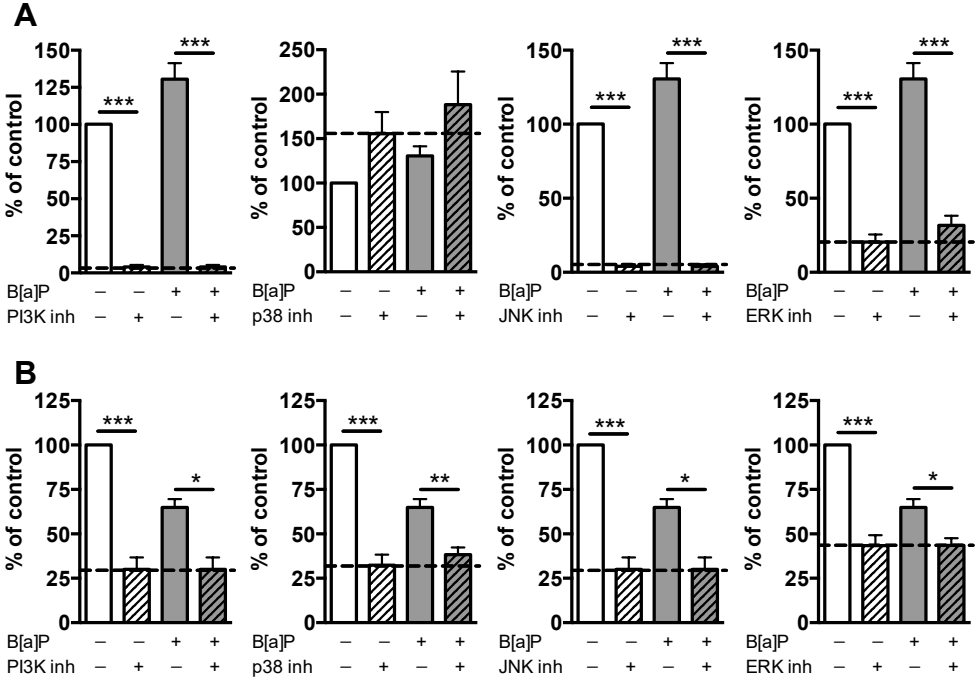 A
*** *** *** *** *** ***
% of control % of control % of control % of control
150 125 100 75 50 25 0
250 200 150 100 50 0
150 100 50 0
150 100 50 0
B[a]P – – + + B[a]P – – + + B[a]P – – + + B[a]P – – + +
PI3K inh – + – + p38 inh – + – + JNK inh – + – + ERK inh – + – +
B
*** * *** ** *** * *** *
% of control % of control % of control % of control
125 100 75 50 25 0
125 100 75 50 25 0
125 100 75 50 25 0
125 100 75 50 25 0
B[a]P – – + + B[a]P – – + + B[a]P – – + + B[a]P – – + +
PI3K inh – + – + p38 inh – + – + JNK inh – + – + ERK inh – + – +